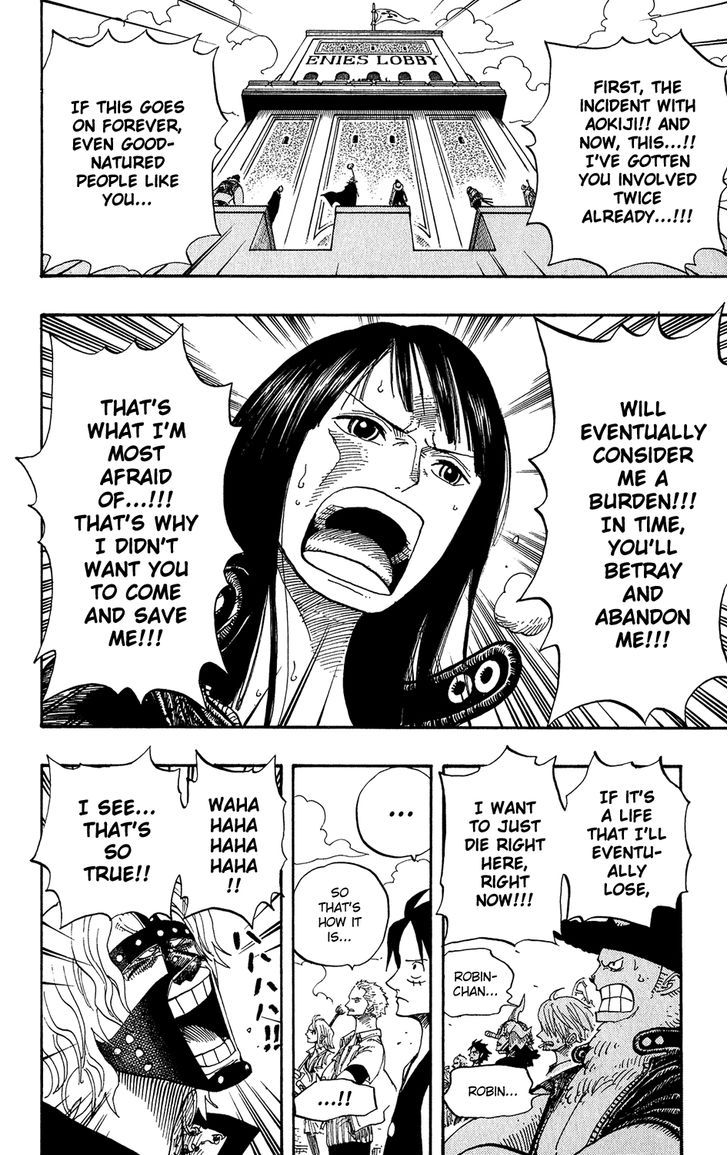 ENIES LOBBY
FIRST, THE
INCIDENT WITH
AOKIJI!! AND
NOW, THIS...!!
I'VE GOTTEN
YOU INVOLVED
TWICE
ALREADY...!!!
IF THIS GOES
ON FOREVER,
EVEN GOOD-
NATURED
PEOPLE LIKE
YOU...
WILL
EVENTUALLY
CONSIDER
ME A
BURDEN!!!
IN TIME,
YOU'LL
BETRAY
AND
ABANDON
ME!!!
THAT'S
WHAT I'M
MOST
AFRAID
OF...!!!
THAT'S WHY
I DIDN'T
WANT YOU
TO COME
AND SAVE
ME!!!
IF IT'S
A LIFE
THAT I'LL
EVENTU-
ALLY
LOSE,
I WANT
TO JUST
DIE RIGHT
HERE,
RIGHT
NOW!!!
ROBIN-
CHAN...
ROBIN...
...
SO
THAT'S
HOW IT
IS...
...!!
WAHA
HAHA
HAHA
HAHA
!!
I SEE...
THAT'S
SO
TRUE!!
ハハハハ!!